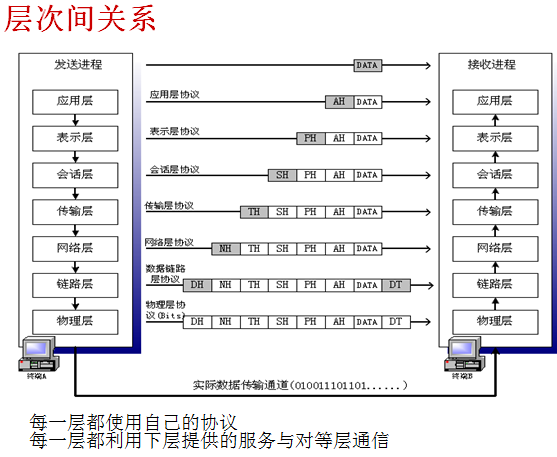 层次间关系
发送进程
DATA
接收进程
应用层
应用层协议
AH DATA
应用层
表示层
表示层协议
PH AH DATA
表示层
会话层
会话层协议
SH PH AH DATA
会话层
传输层
传输层协议
TH SH PH AH DATA
传输层
网络层
网络层协议
NH TH SH PH AH DATA
网络层
链路层
数据链路
层协议
DH NH TH SH PH AH DATA DT
链路层
物理层
物理层协
议(Bits)
DH NH TH SH PH AH DATA DT
物理层
终端A
终端B
实际数据传输通道(010011101101......)
每一层都使用自己的协议
每一层都利用下层提供的服务与对等层通信